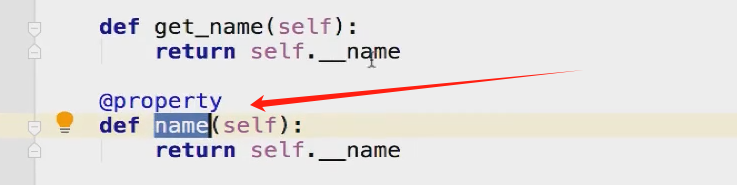 def get_name(self):
return self.__name
@property
def name(self):
return self.__name